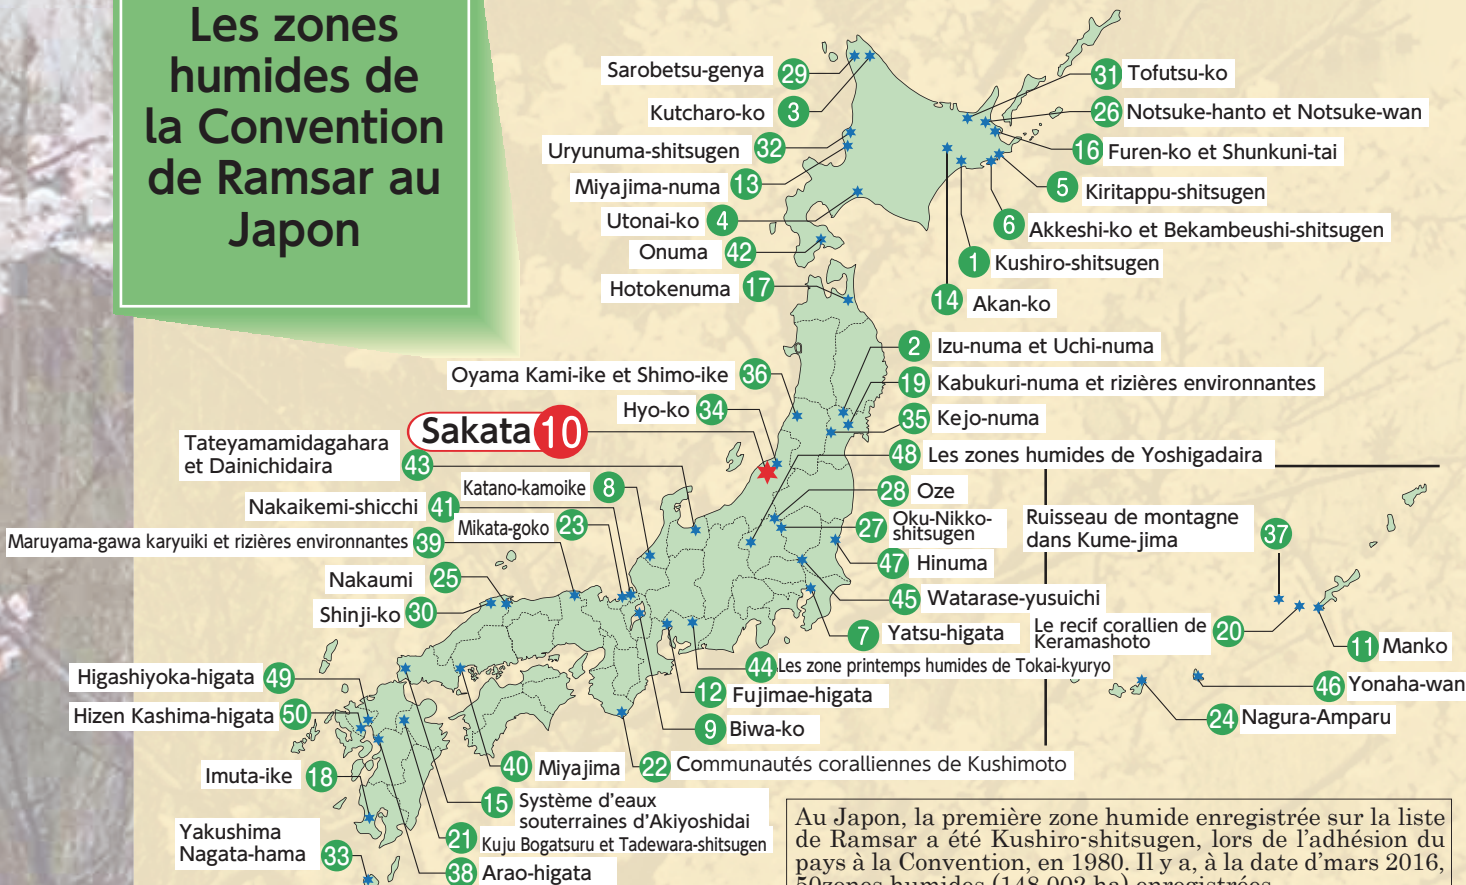 Les zones
humides de
la Convention
de Ramsar au
Japon
Sarobetsu-genya 29
Kutcharo-ko 3
Uryunuma-shitsugen 32
Miyajima-numa 13
Utonai-ko 4
Onuma 42
Hotokenuma 17
31 Tofutsu-ko
26 Notsuke-hanto et Notsuke-wan
16 Furen-ko et Shunkuni-tai
5 Kiritappu-shitsugen
6 Akkeshi-ko et Bekambeushi-shitsugen
1 Kushiro-shitsugen
14 Akan-ko
2 Izu-numa et Uchi-numa
19 Kabukuri-numa et rizières environnantes
35 Kejo-numa
48 Les zones humides de Yoshigadaira
28 Oze
27 Oku-Nikko-
shitsugen
47 Hinuma
45 Watarase-yusuichi
7 Yatsu-higata
44 Les zone printemps humides de Tokai-kyuryo
12 Fujimae-higata
9 Biwa-ko
22 Communautés coralliennes de Kushimoto
40 Miyajima
15 Système d'eaux
souterraines d'Akiyoshidai
21 Kuju Bogatsuru et Tadewara-shitsugen
38 Arao-higata
Oyama Kami-ike et Shimo-ike 36
Hyo-ko 34
Sakata 10
Tateyamamidagahara
et Dainichidaira 43
Katano-kamoike 8
Nakaikemi-shicchi 41
Mikata-goko 23
Maruyama-gawa karyuiki et rizières environnantes 39
Nakaumi 25
Shinji-ko 30
Higashiyoka-higata 49
Hizen Kashima-higata 50
Imuta-ike 18
Yakushima
Nagata-hama 33
Ruisseau de montagne
dans Kume-jima 37
Le recif corallien de
Keramashoto 20
11 Manko
46 Yonaha-wan
24 Nagura-Amparu
Au Japon, la première zone humide enregistrée sur la liste
de Ramsar a été Kushiro-shitsugen, lors de l'adhésion du
pays à la Convention, en 1980. Il y a, à la date d'mars 2016,
50zones humides (148,002 ha) enregistrées.